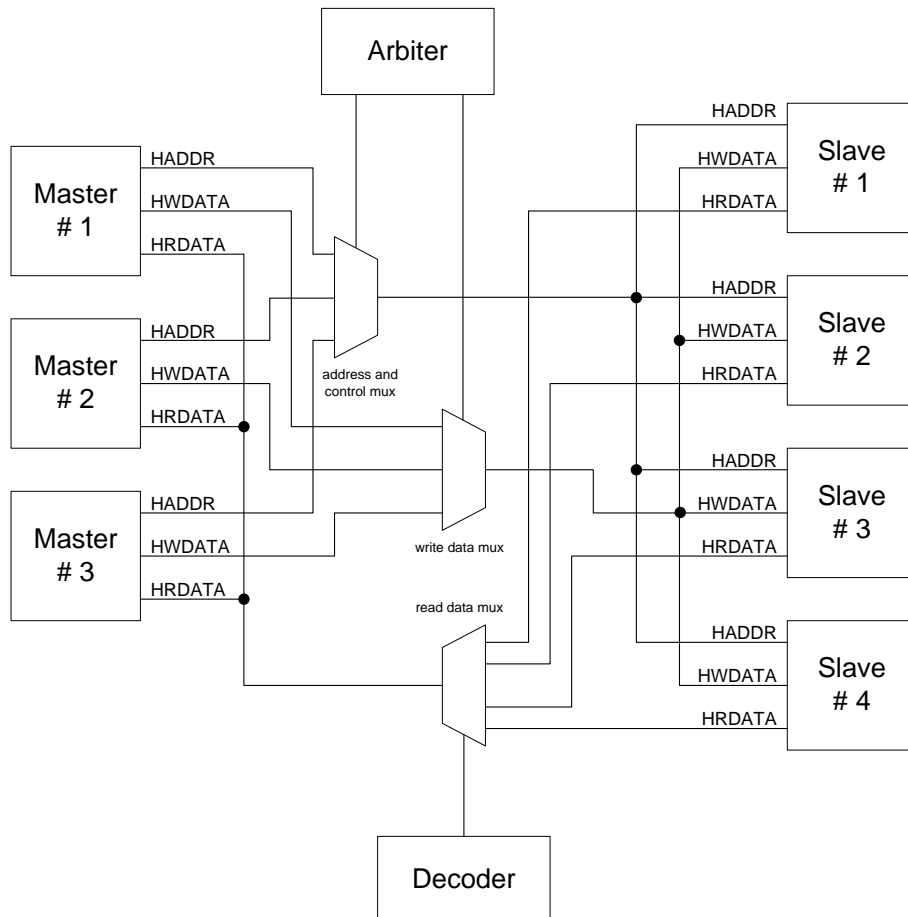 Arbiter
Master
# 1
HADDR
HWDATA
HRDATA
Master
# 2
HADDR
HWDATA
HRDATA
Master
# 3
HADDR
HWDATA
HRDATA
address and
control mux
write data mux
read data mux
HADDR
HWDATA
HRDATA
Slave
# 1
HADDR
HWDATA
HRDATA
Slave
# 2
HADDR
HWDATA
HRDATA
Slave
# 3
HADDR
HWDATA
HRDATA
Slave
# 4
Decoder